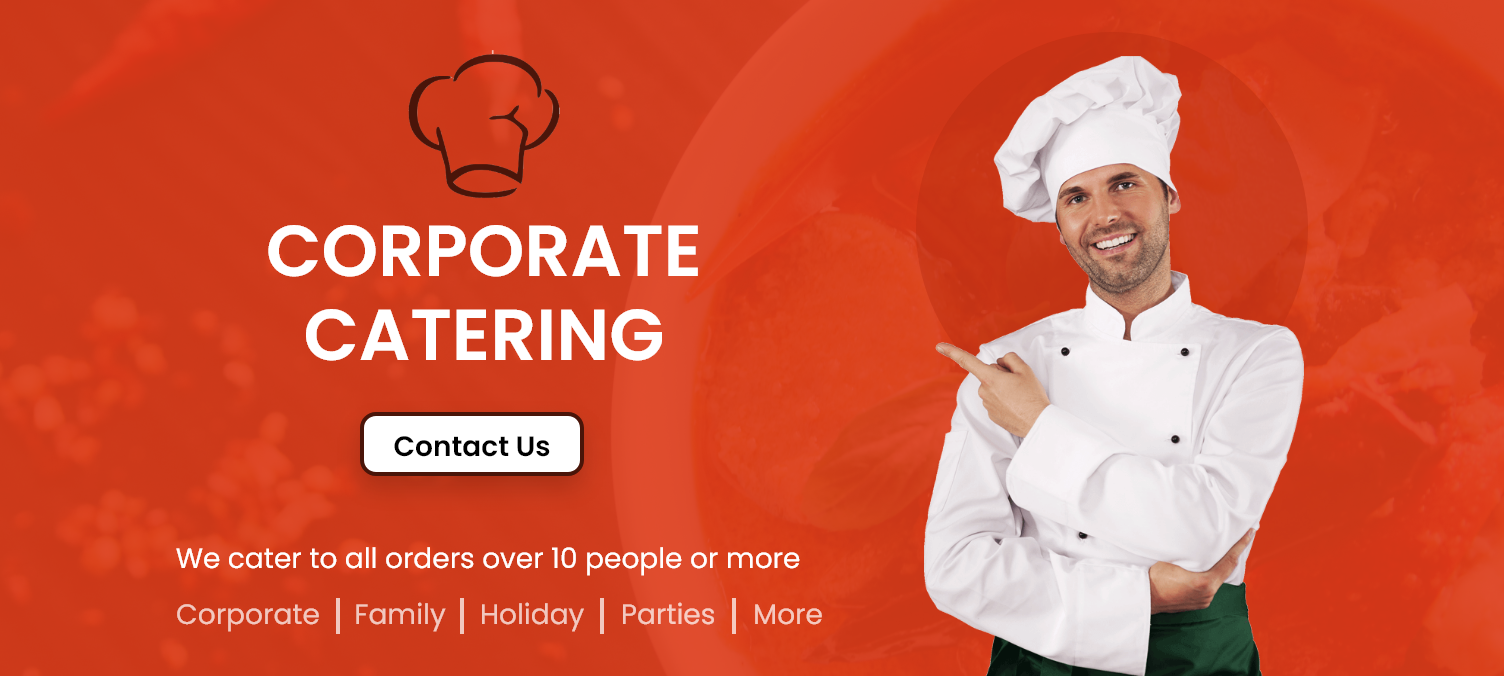 CORPORATE
CATERING
Contact Us
We cater to all orders over 10 people or more
Corporate | Family | Holiday | Parties | More